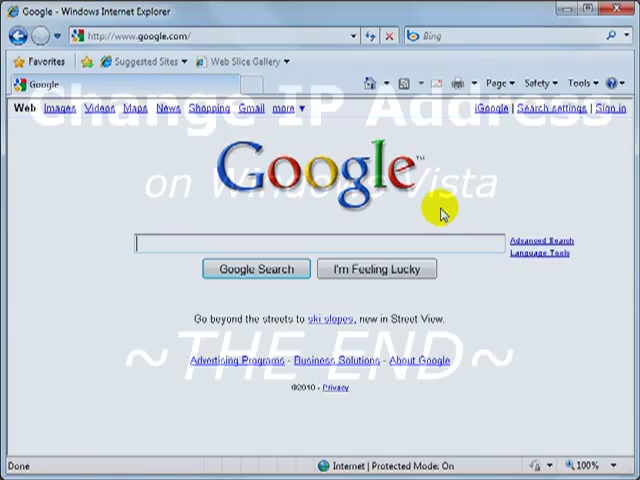 Google - Windows Internet Explorer
http://www.google.com/
Bing
Favorites Suggested Sites Web Slice Gallery
Google
Page Safety Tools
Web Images Videos Maps News Shopping Gmail more ▼ iGoogle | Search settings | Sign in
Change IP Address
Google™
on Windows Vista
Advanced Search
Language Tools
Google Search I'm Feeling Lucky
Go beyond the streets to ski slopes, new in Street View.
~THE END~
Advertising Programs - Business Solutions - About Google
©2010 - Privacy
Done Internet | Protected Mode: On 100%